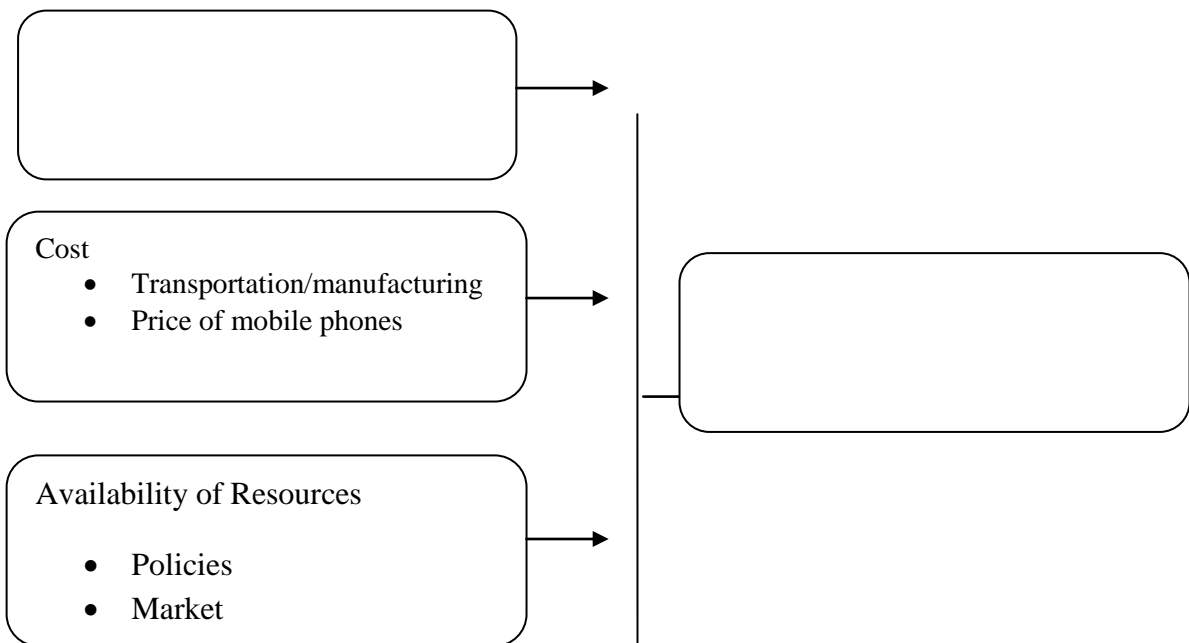 Cost
• Transportation/manufacturing
• Price of mobile phones
Availability of Resources
• Policies
• Market